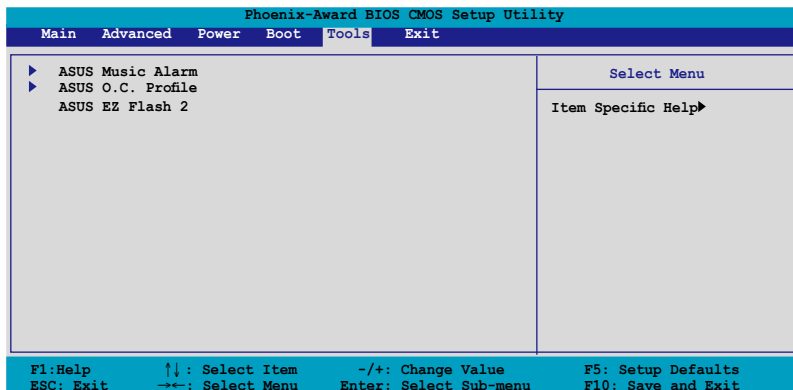 Phoenix-Award BIOS CMOS Setup Utility
Main Advanced Power Boot Tools Exit
ASUS Music Alarm
ASUS O.C. Profile
ASUS EZ Flash 2
Select Menu
Item Specific Help
F1:Help ↑↓: Select Item -/+: Change Value F5: Setup Defaults
ESC: Exit →←: Select Menu Enter: Select Sub-menu F10: Save and Exit